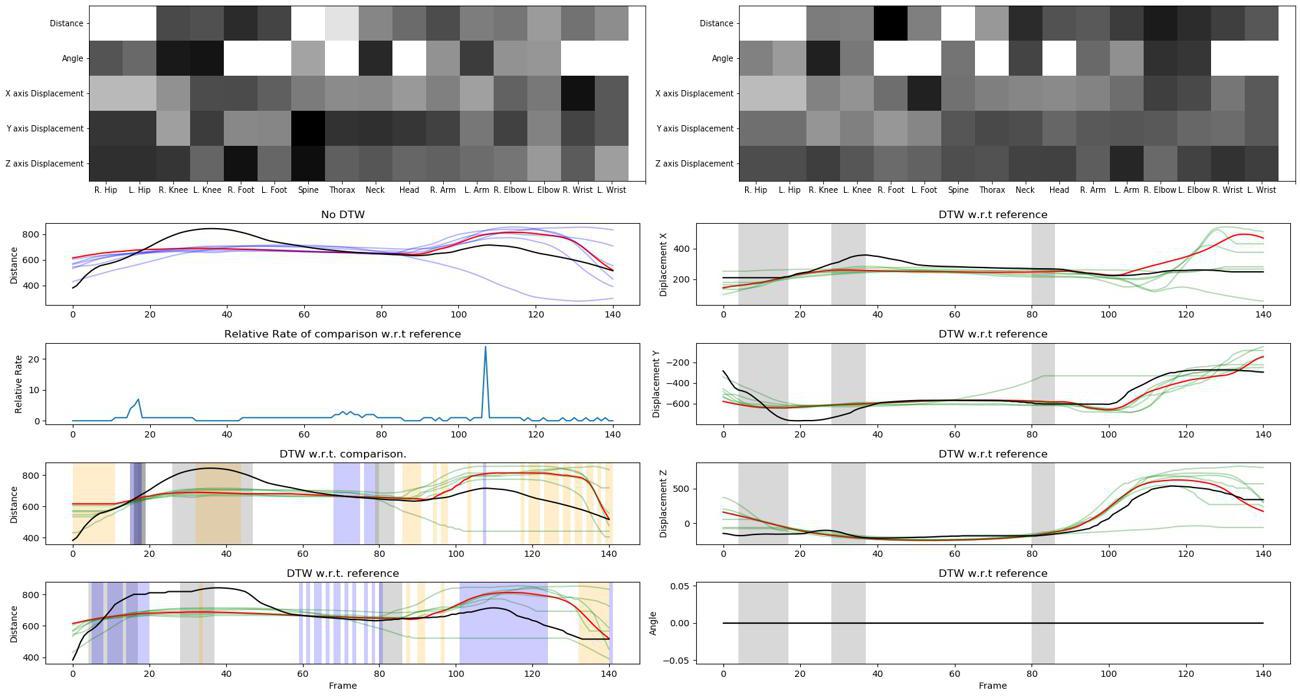 Distance
Angle
X axis Displacement
Y axis Displacement
Z axis Displacement
R. Hip L. Hip R. Knee L. Knee R. Foot L. Foot Spine Thorax Neck Head R. Arm L. Arm R. Elbow L. Elbow R. Wrist L. Wrist
Distance
Angle
X axis Displacement
Y axis Displacement
Z axis Displacement
R. Hip L. Hip R. Knee L. Knee R. Foot L. Foot Spine Thorax Neck Head R. Arm L. Arm R. Elbow L. Elbow R. Wrist L. Wrist
No DTW
Distance
800
600
400
0 20 40 60 80 100 120 140
DTW w.r.t reference
Diplacement X
400
200
0 20 40 60 80 100 120 140
Relative Rate of comparison w.r.t reference
Relative Rate
20
10
0
0 20 40 60 80 100 120 140
DTW w.r.t reference
Displacement Y
−200
−400
−600
0 20 40 60 80 100 120 140
DTW w.r.t. comparison.
Distance
800
600
400
0 20 40 60 80 100 120 140
DTW w.r.t reference
Displacement Z
500
0
0 20 40 60 80 100 120 140
DTW w.r.t. reference
Distance
800
600
400
0 20 40 60 80 100 120 140
Frame
DTW w.r.t reference
Angle
0.05
0.00
−0.05
0 20 40 60 80 100 120 140
Frame